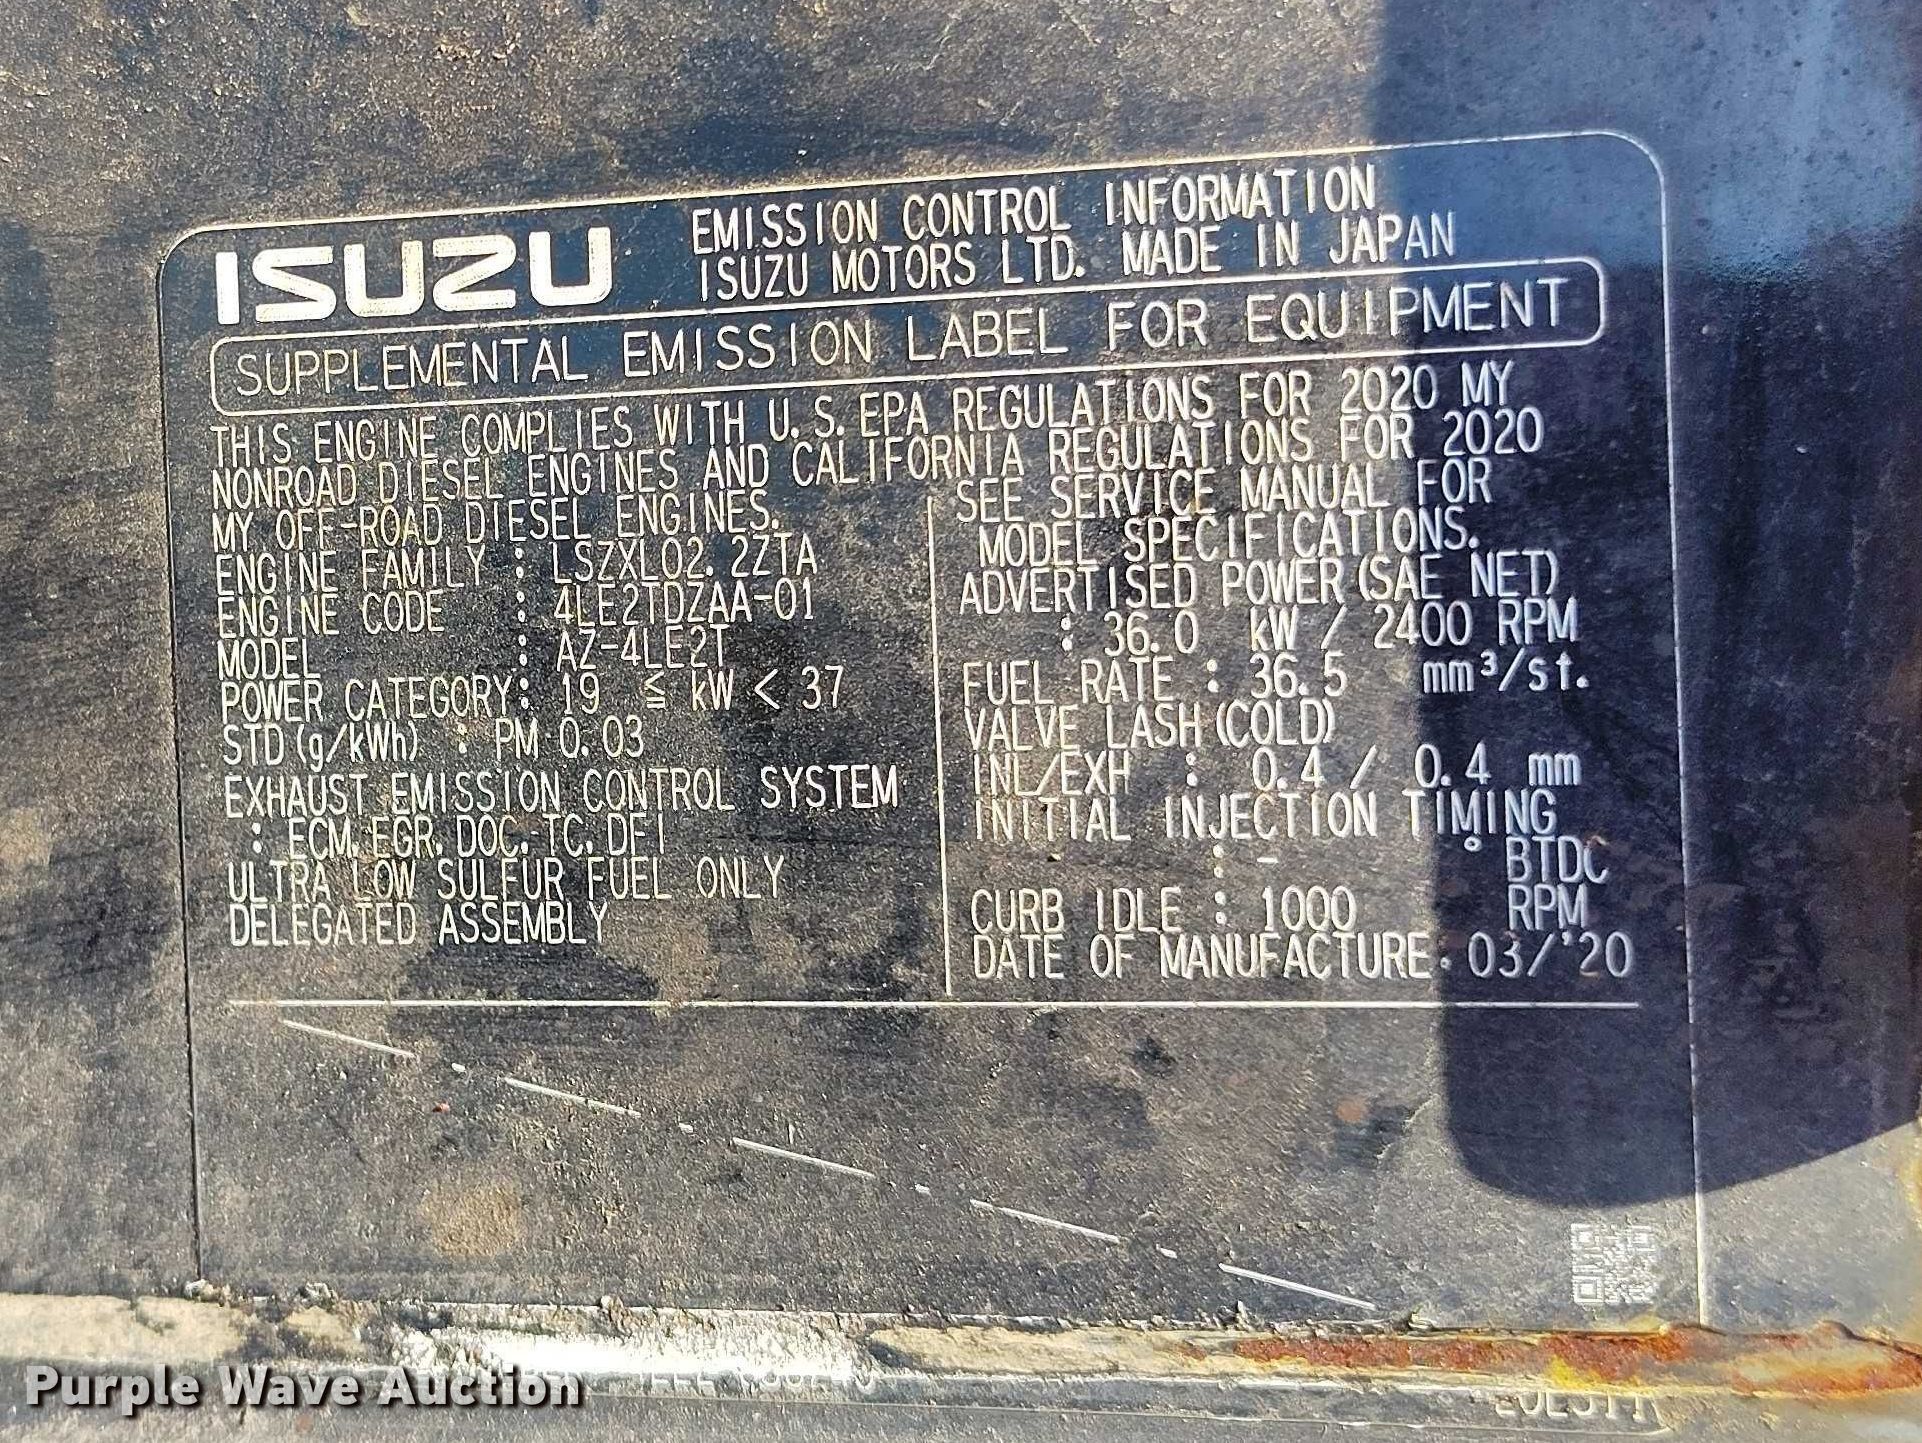 ISUZU
EMISSION CONTROL INFORMATION
ISUZU MOTORS LTD. MADE IN JAPAN
SUPPLEMENTAL EMISSION LABEL FOR EQUIPMENT
THIS ENGINE COMPLIES WITH U.S.EPA REGULATIONS FOR 2020 MY
NONROAD DIESEL ENGINES AND CALIFORNIA REGULATIONS FOR 2020
MY OFF-ROAD DIESEL ENGINES.
ENGINE FAMILY : LSZXL02.2ZTA
ENGINE CODE : 4LE2TDZAA-01
MODEL : AZ-4LE2T
POWER CATEGORY: 19 ≦ kW < 37
STD(g/kWh) : PM 0.03
EXHAUST EMISSION CONTROL SYSTEM
: ECM.EGR.DOC.TC.DFI
ULTRA LOW SULFUR FUEL ONLY
DELEGATED ASSEMBLY
SEE SERVICE MANUAL FOR
MODEL SPECIFICATIONS.
ADVERTISED POWER(SAE NET)
: 36.0 kW / 2400 RPM
FUEL RATE : 36.5 mm³/st.
VALVE LASH(COLD)
INL/EXH : 0.4 / 0.4 mm
INITIAL INJECTION TIMING
: - ° BTDC
CURB IDLE : 1000 RPM
DATE OF MANUFACTURE: 03/'20
Purple Wave Auction